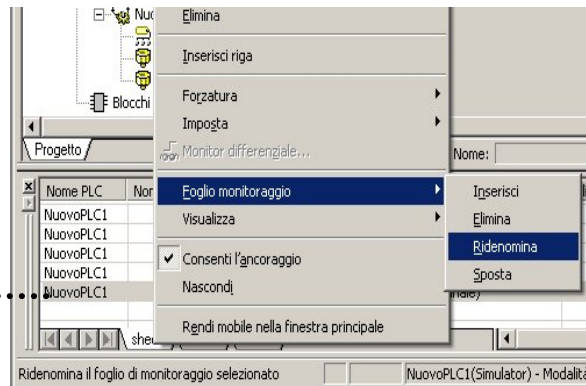 Nuo
Elimina
Inserisci riga
Blocchi
Forzatura
Imposta
Progetto
Monitor differenziale...
Nome:
Nome PLC
Foglio monitoraggio
Inserisci
NuovoPLC1
Visualizza
Elimina
NuovoPLC1
Ridenomina
NuovoPLC1
Consenti l'ancoraggio
NuovoPLC1
Nascondi
Sposta
NuovoPLC1
Rendi mobile nella finestra principale
Ridenomina il foglio di monitoraggio selezionato
NuovoPLC1(Simulator) - Modalità